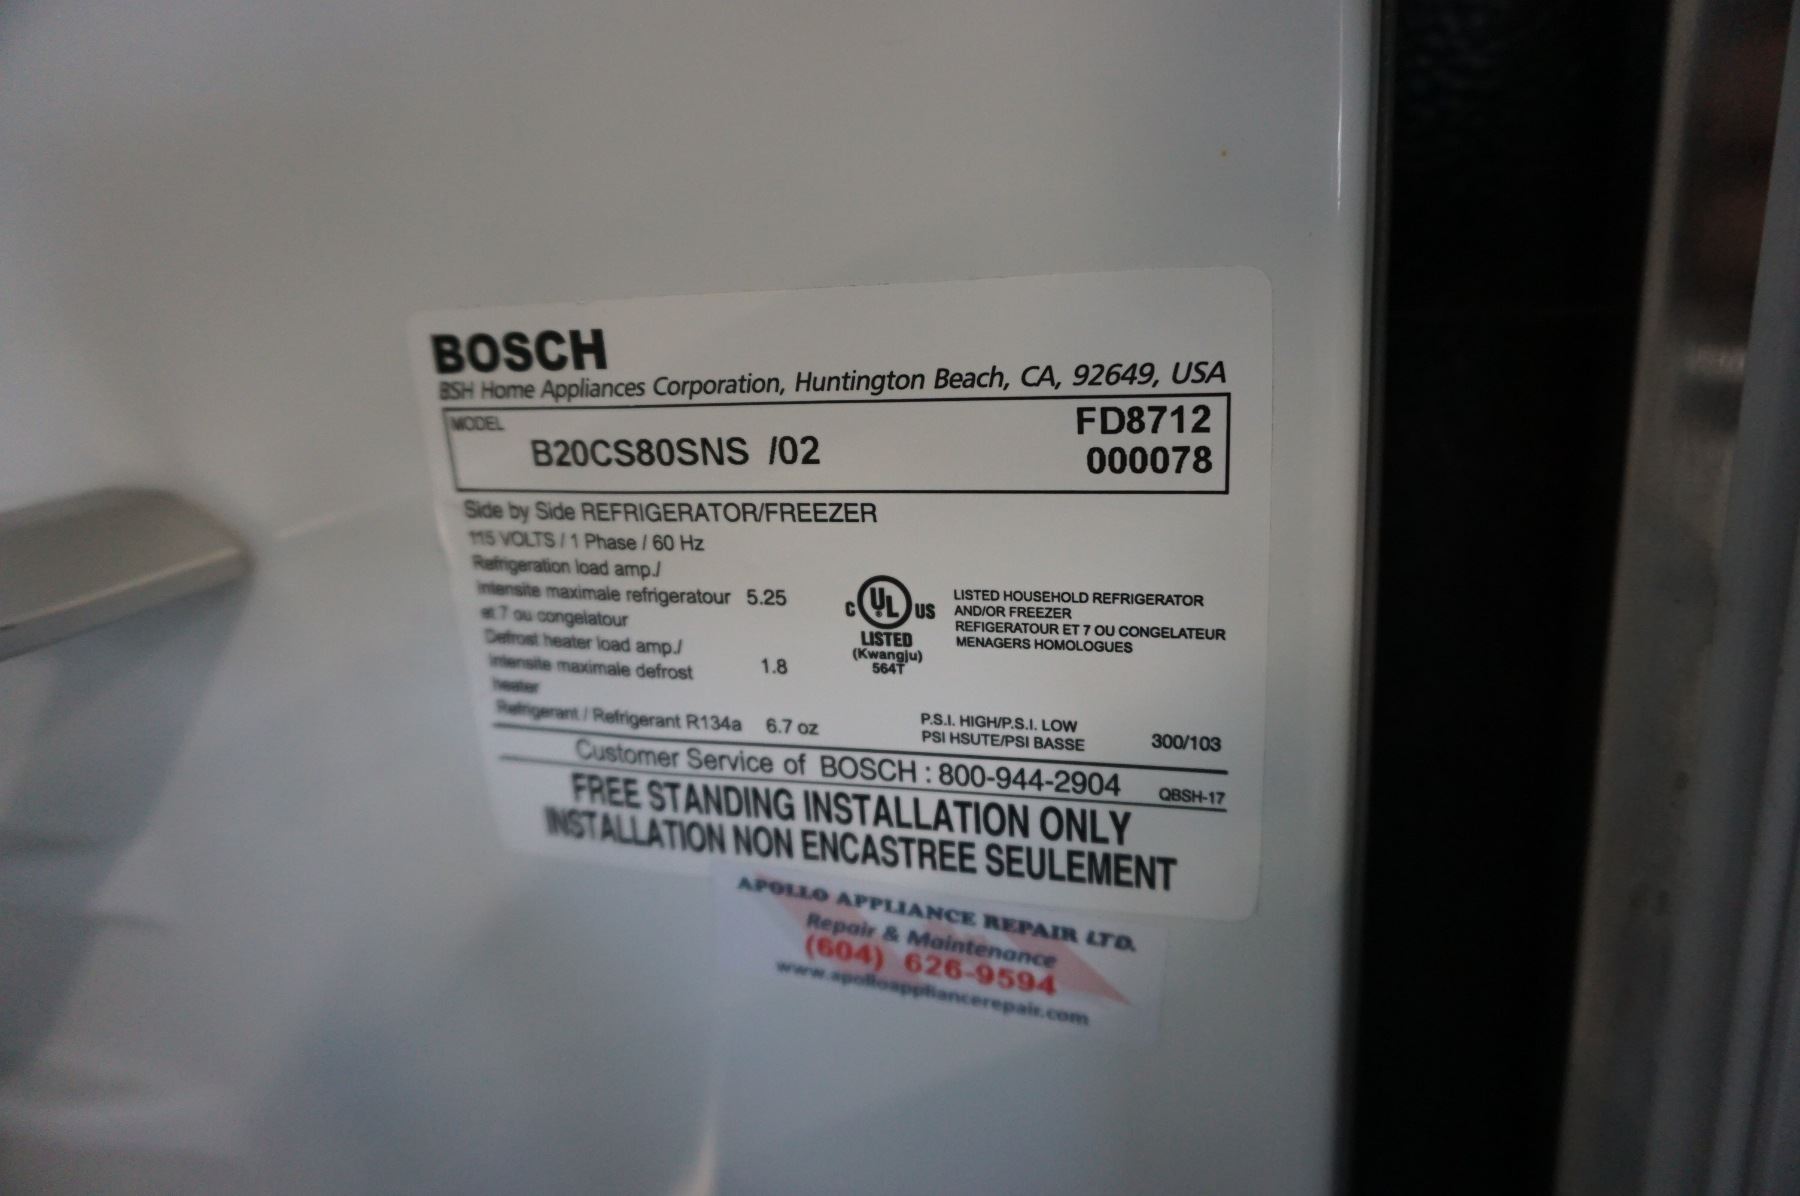 BOSCH
BSH Home Appliances Corporation, Huntington Beach, CA, 92649, USA
MODEL
B20CS80SNS /02
FD8712
000078
Side by Side REFRIGERATOR/FREEZER
115 VOLTS / 1 Phase / 60 Hz
Refrigeration load amp./
Intensite maximale refrigeratour 5.25
et 7 ou congelatour
Defrost heater load amp./
Intensite maximale defrost 1.8
heater
Refrigerant / Refrigerant R134a 6.7 oz
C UL US
LISTED
(Kwangju)
564T
LISTED HOUSEHOLD REFRIGERATOR
AND/OR FREEZER
REFIGERATOUR ET 7 OU CONGELATEUR
MENAGERS HOMOLOGUES
P.S.I. HIGH/P.S.I. LOW
PSI HSUTE/PSI BASSE 300/103
Customer Service of BOSCH : 800-944-2904 QBSH-17
FREE STANDING INSTALLATION ONLY
INSTALLATION NON ENCASTREE SEULEMENT
APOLLO APPLIANCE REPAIR LTD.
Repair & Maintenance
(604) 626-9594
www.apolloappliancerepair.com